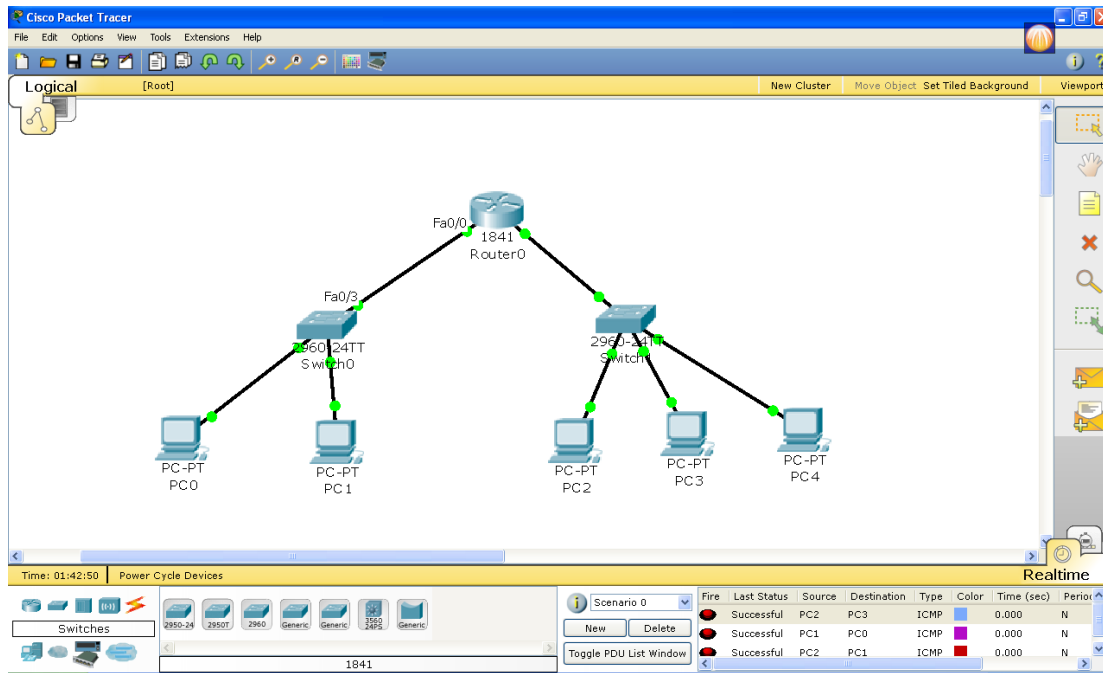 Cisco Packet Tracer
File Edit Options View Tools Extensions Help
Logical [Root] New Cluster Move Object Set Tiled Background Viewport
Fa0/0
1841
Router0
Fa0/3
2960-24TT
Switch0
2960-24TT
Switch1
PC-PT
PC0
PC-PT
PC1
PC-PT
PC2
PC-PT
PC3
PC-PT
PC4
Time: 01:42:50 Power Cycle Devices Realtime
Switches
2950-24 2950T 2960 Generic Generic 3560 24PS Generic
1841
Scenario 0
New Delete
Toggle PDU List Window
Fire Last Status Source Destination Type Color Time (sec) Perio
Successful PC2 PC3 ICMP 0.000 N
Successful PC1 PC0 ICMP 0.000 N
Successful PC2 PC1 ICMP 0.000 N